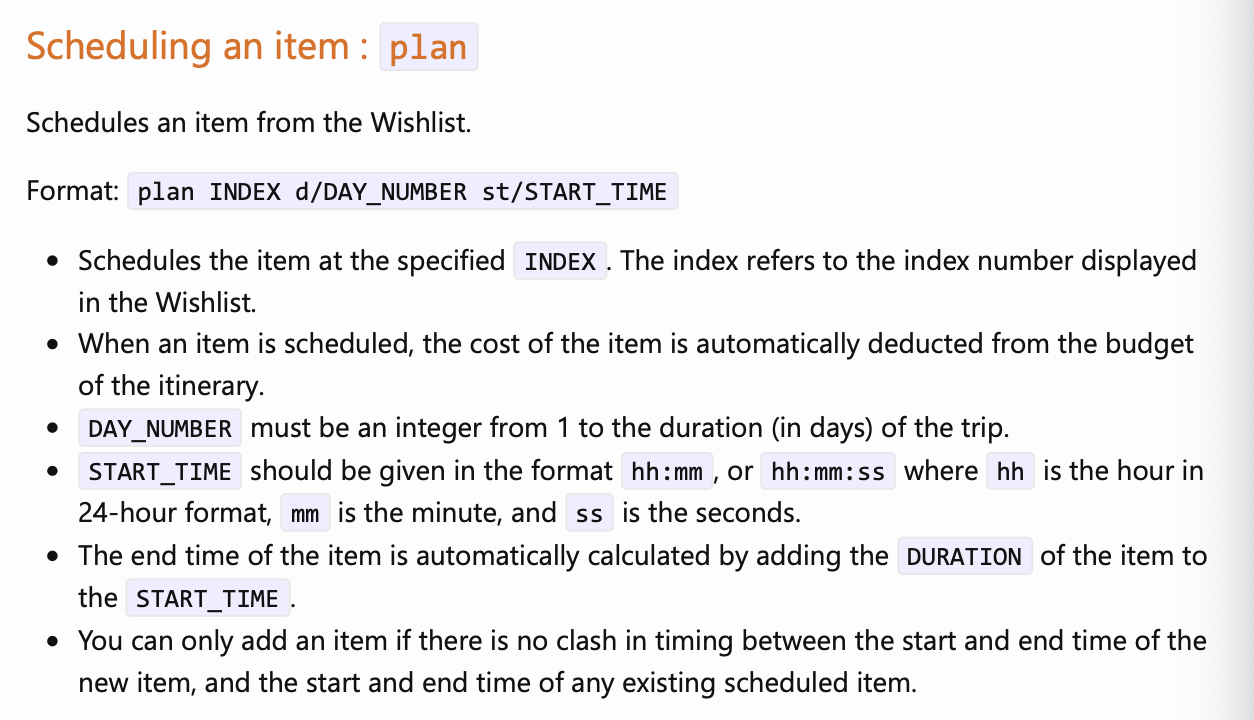 Scheduling an item : plan
Schedules an item from the Wishlist.
Format: plan INDEX d/DAY_NUMBER st/START_TIME
• Schedules the item at the specified INDEX. The index refers to the index number displayed
in the Wishlist.
• When an item is scheduled, the cost of the item is automatically deducted from the budget
of the itinerary.
• DAY_NUMBER must be an integer from 1 to the duration (in days) of the trip.
• START_TIME should be given in the format hh:mm, or hh:mm:ss where hh is the hour in
24-hour format, mm is the minute, and ss is the seconds.
• The end time of the item is automatically calculated by adding the DURATION of the item to
the START_TIME.
• You can only add an item if there is no clash in timing between the start and end time of the
new item, and the start and end time of any existing scheduled item.